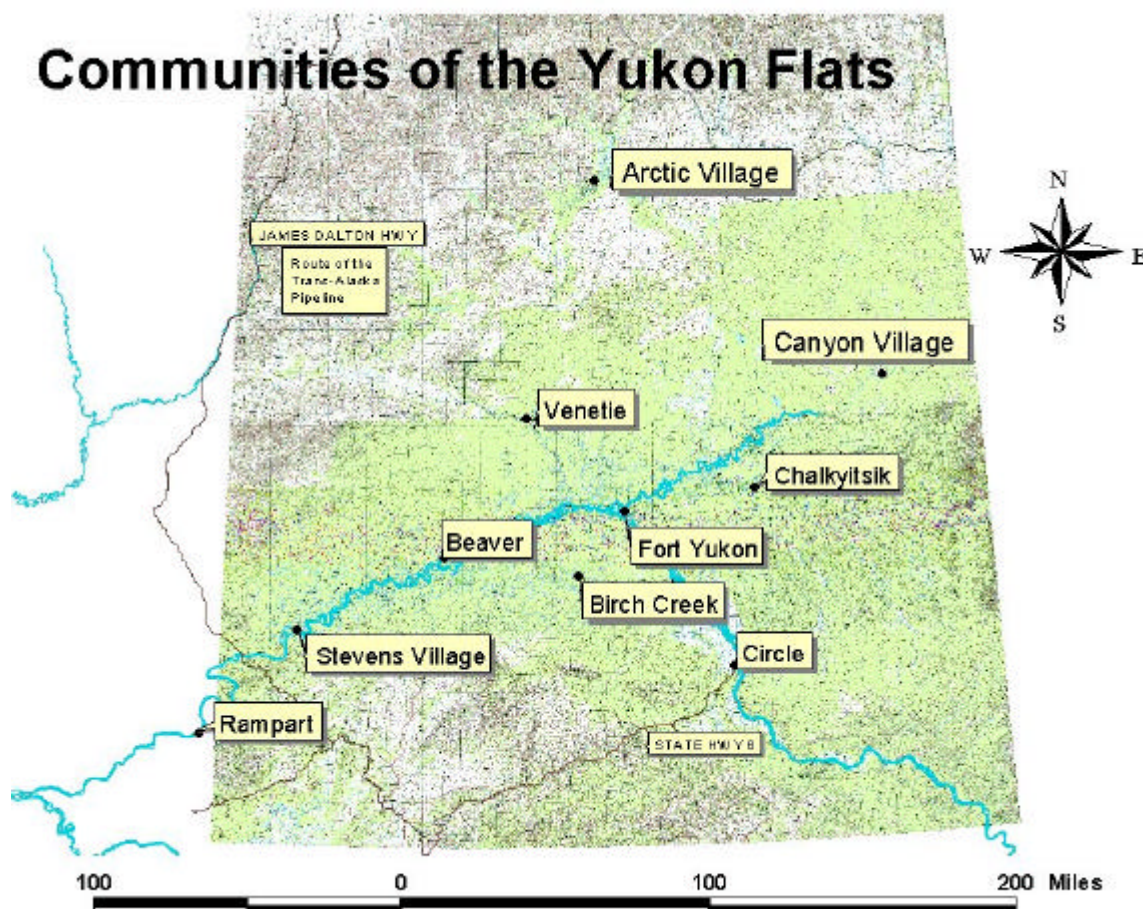 Communities of the Yukon Flats
Arctic Village
N
W
E
S
JAMES DALTON HWY
Route of the
Trans-Alaska
Pipeline
Canyon Village
Venetie
Chalkyitsik
Beaver
Fort Yukon
Birch Creek
Stevens Village
Circle
Rampart
STATE HWY 6
100 0 100 200 Miles